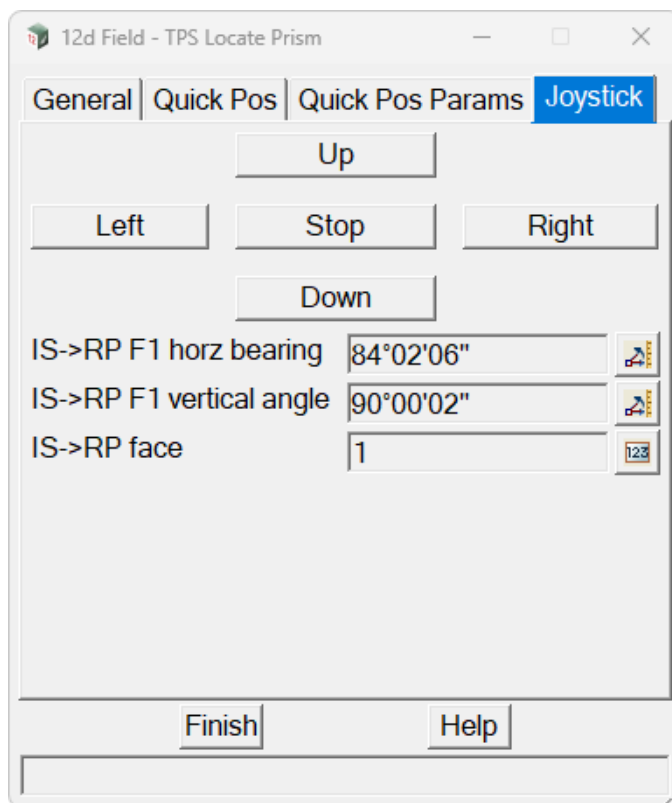 12d Field - TPS Locate Prism
General Quick Pos Quick Pos Params Joystick
Up
Left Stop Right
Down
IS->RP F1 horz bearing 84°02'06"
IS->RP F1 vertical angle 90°00'02"
IS->RP face 1 123
Finish Help